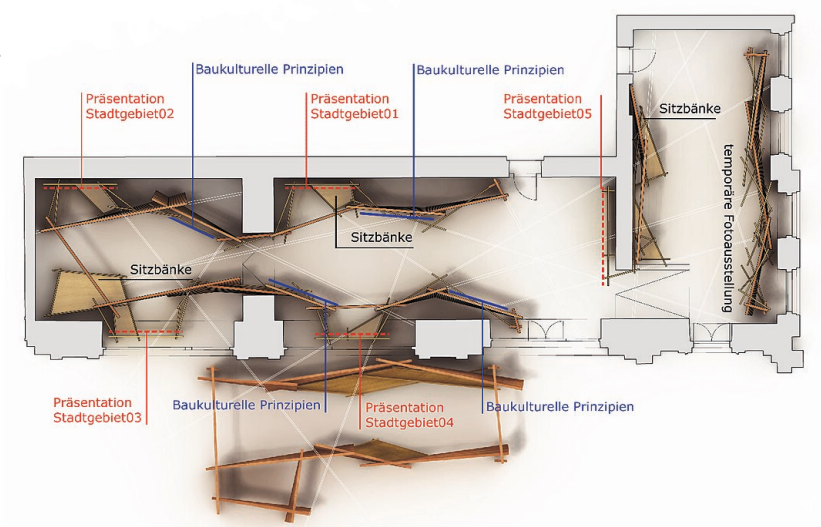 Baukulturelle Prinzipien
Baukulturelle Prinzipien
Präsentation
Stadtgebiet02
Präsentation
Stadtgebiet01
Präsentation
Stadtgebiet05
Sitzbänke
temporäre Fotoausstellung
Sitzbänke
Sitzbänke
Präsentation
Stadtgebiet03
Baukulturelle Prinzipien
Präsentation
Stadtgebiet04
Baukulturelle Prinzipien